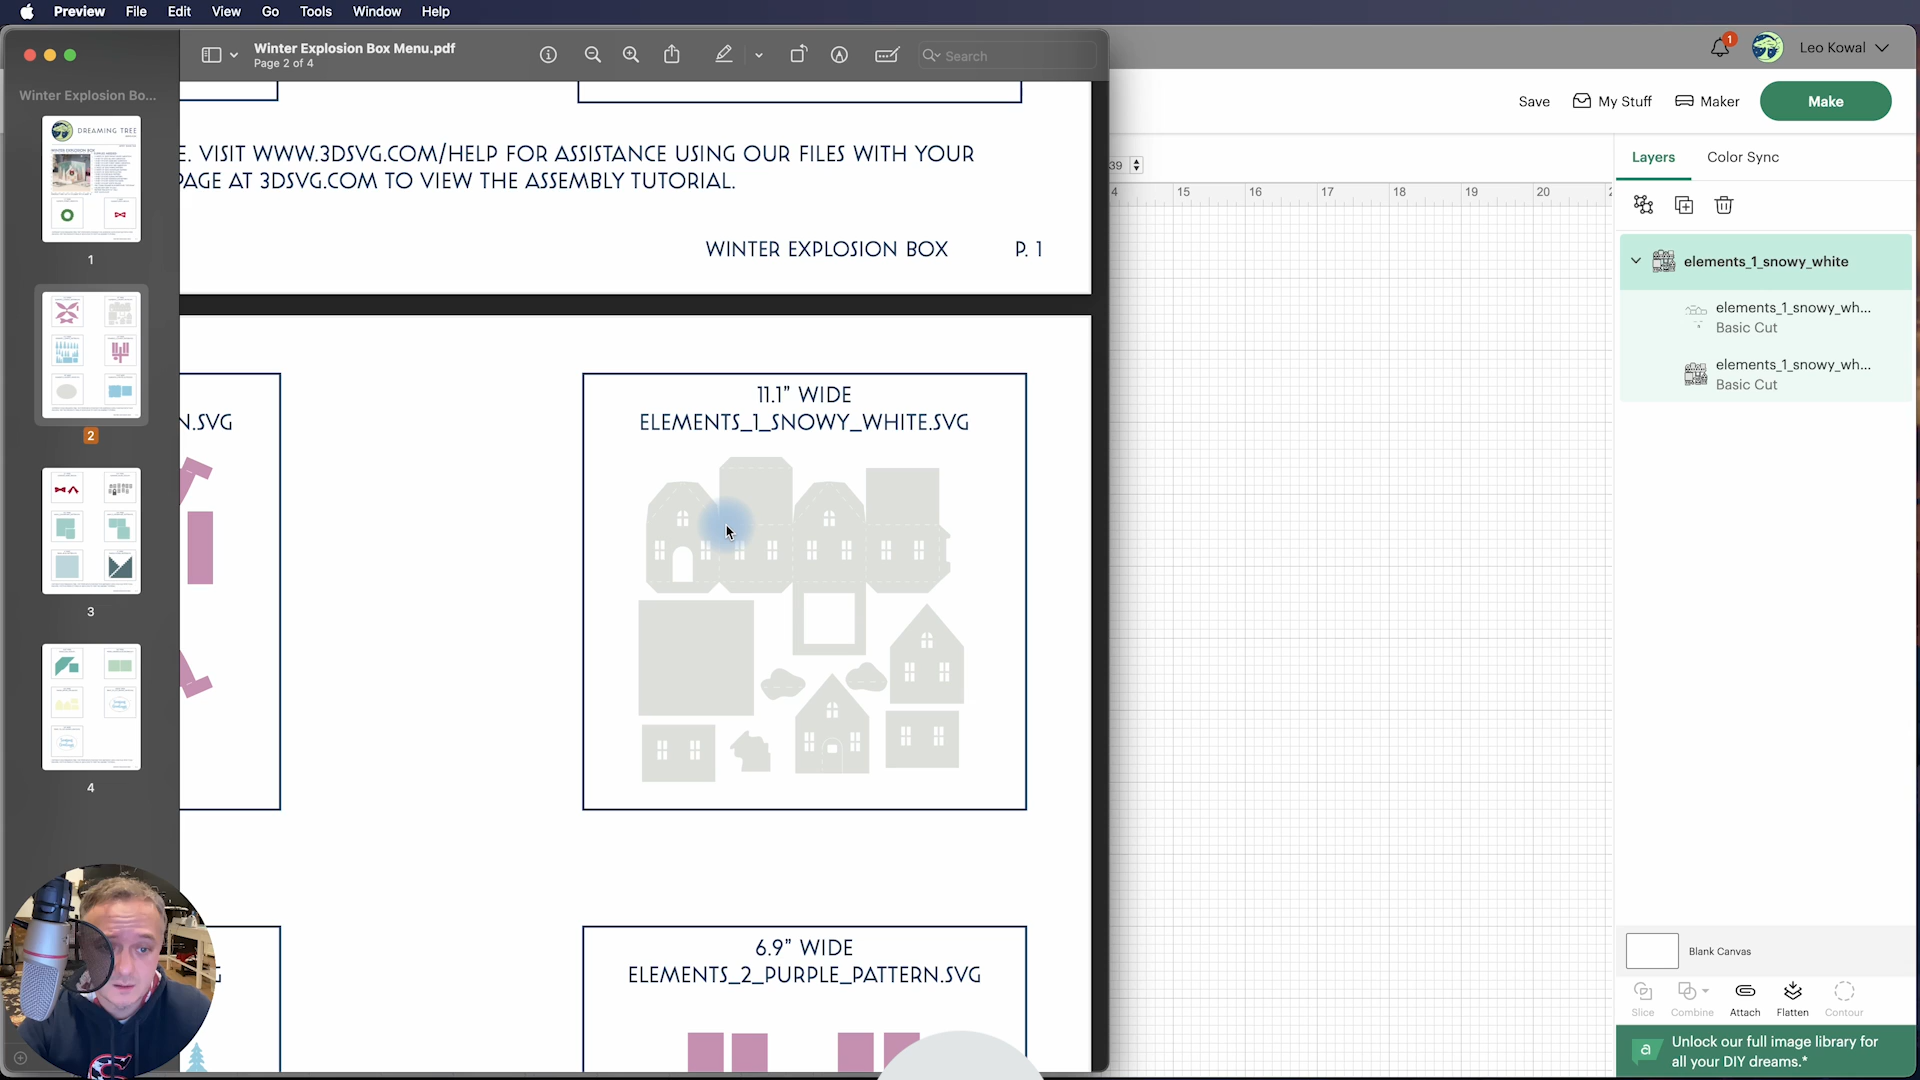 Preview File Edit View Go Tools Window Help
Winter Explosion Box Menu.pdf
Page 2 of 4
Search
Winter Explosion Bo...
1
2
3
4
E. VISIT WWW.3DSVG.COM/HELP FOR ASSISTANCE USING OUR FILES WITH YOUR
PAGE AT 3DSVG.COM TO VIEW THE ASSEMBLY TUTORIAL.
WINTER EXPLOSION BOX P. 1
N.SVG
11.1” WIDE
ELEMENTS_1_SNOWY_WHITE.SVG
6.9” WIDE
ELEMENTS_2_PURPLE_PATTERN.SVG
1
Leo Kowal
Save My Stuff Maker Make
39
4 15 16 17 18 19 20
Layers Color Sync
elements_1_snowy_white
elements_1_snowy_wh...
Basic Cut
elements_1_snowy_wh...
Basic Cut
Blank Canvas
Slice Combine Attach Flatten Contour
a
Unlock our full image library for
all your DIY dreams.*